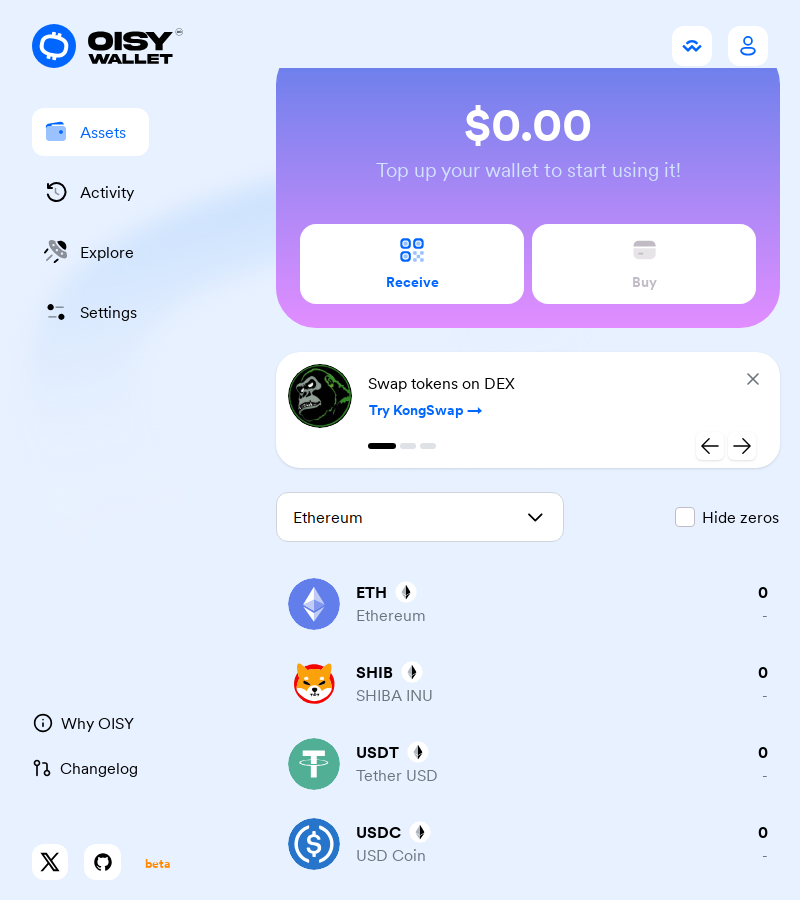 OISY
WALLET
$0.00
Top up your wallet to start using it!
Receive
Buy
Assets
Activity
Explore
Settings
Swap tokens on DEX
Try KongSwap →
Ethereum
Hide zeros
ETH
0
Ethereum
-
SHIB
0
SHIBA INU
-
USDT
0
Tether USD
-
USDC
0
USD Coin
-
Why OISY
Changelog
beta